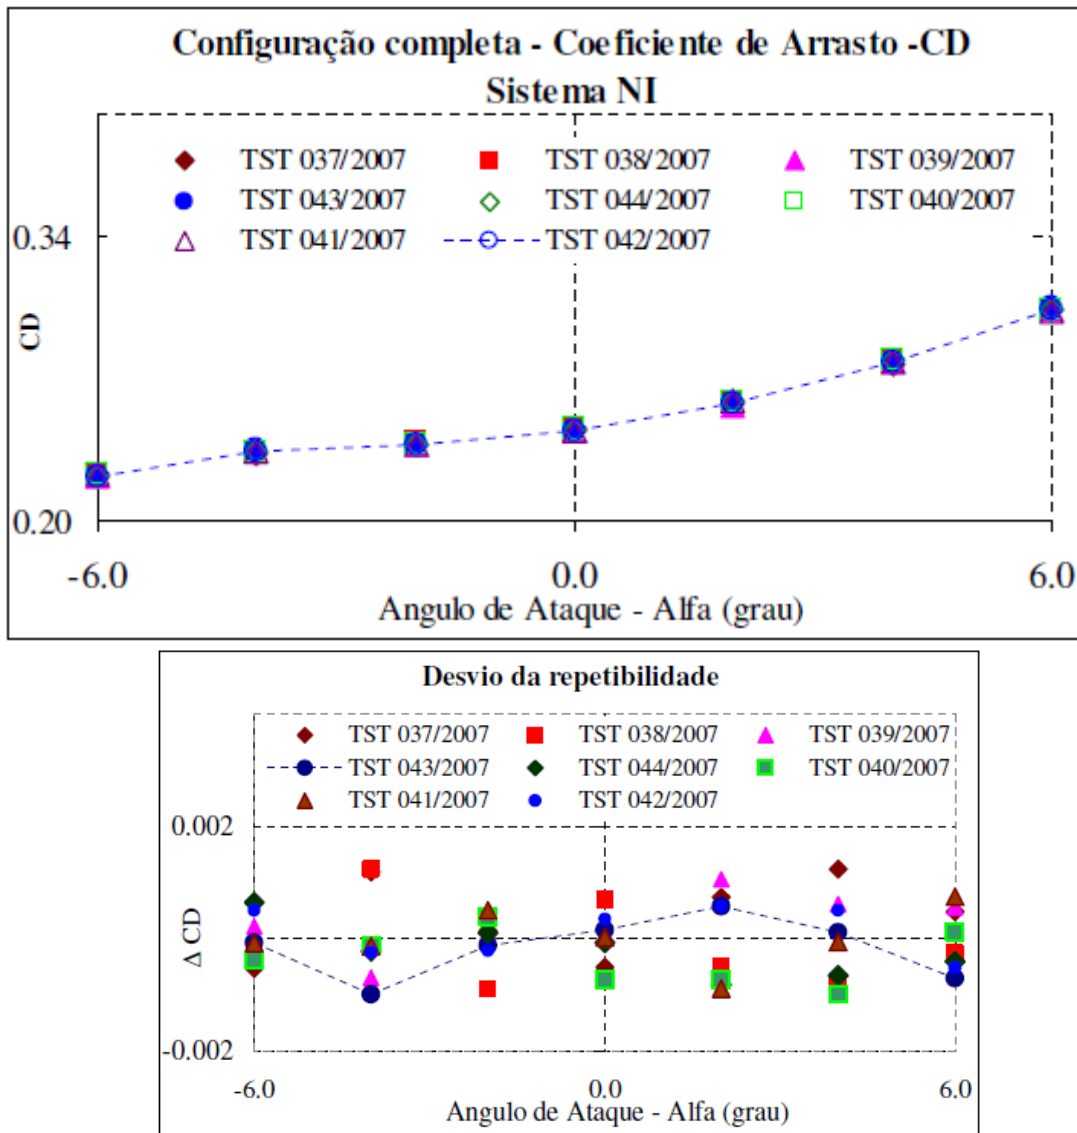 Configuração completa - Coeficiente de Arrasto -CD
Sistema NI
TST 037/2007 TST 038/2007 TST 039/2007
TST 043/2007 TST 044/2007 TST 040/2007
TST 041/2007 TST 042/2007
0.34
CD
0.20
-6.0 0.0 6.0
Angulo de Ataque - Alfa (grau)
Desvio da repetibilidade
TST 037/2007 TST 038/2007 TST 039/2007
TST 043/2007 TST 044/2007 TST 040/2007
TST 041/2007 TST 042/2007
0.002
Δ CD
-0.002
-6.0 0.0 6.0
Angulo de Ataque - Alfa (grau)